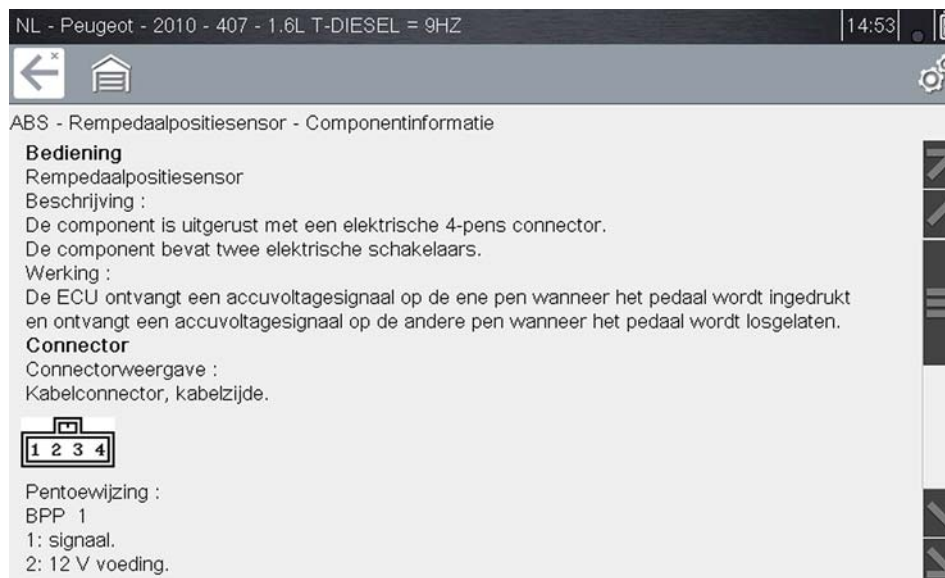 NL - Peugeot - 2010 - 407 - 1.6L T-DIESEL = 9HZ 14:53
ABS - Rempedaalpositiesensor - Componentinformatie
Bediening
Rempedaalpositiesensor
Beschrijving :
De component is uitgerust met een elektrische 4-pens connector.
De component bevat twee elektrische schakelaars.
Werking :
De ECU ontvangt een accuvoltagesignaal op de ene pen wanneer het pedaal wordt ingedrukt
en ontvangt een accuvoltagesignaal op de andere pen wanneer het pedaal wordt losgelaten.
Connector
Connectorweergave :
Kabelconnector, kabelzijde.
1 2 3 4
Pentoewijzing :
BPP 1
1: signaal.
2: 12 V voeding.